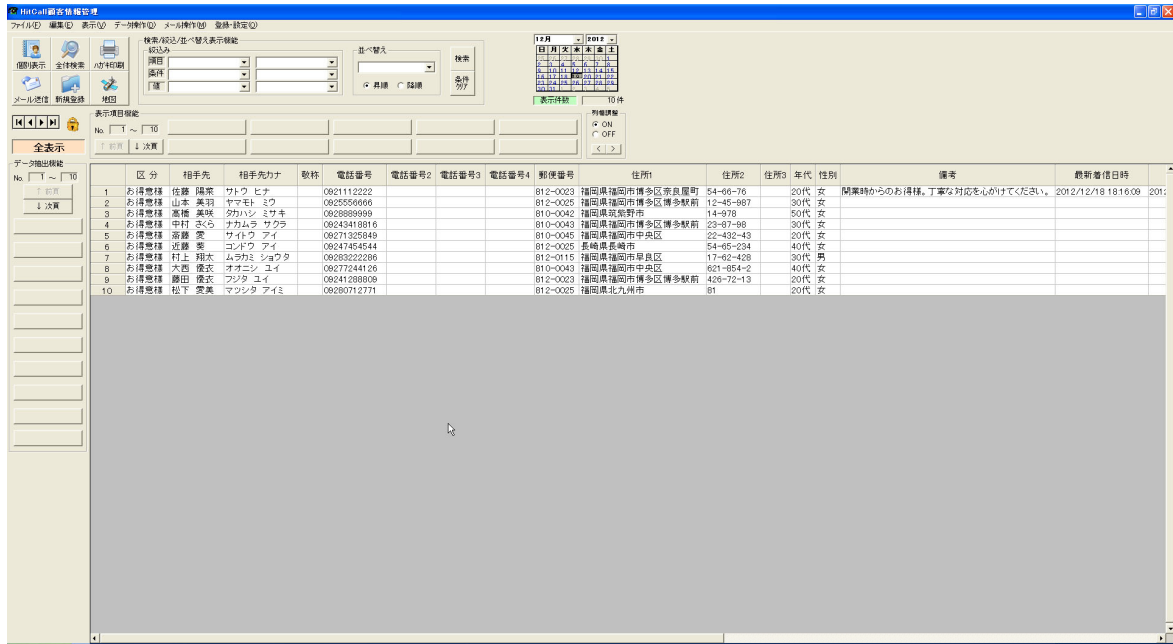 HitCall顧客情報管理
ファイル(F) 編集(E) 表示(V) データ操作(D) メール操作(M) 登録・設定(O)
個別表示 全体検索 ハガキ印刷
メール送信 新規登録 地図
検索/絞込/並べ替え表示機能
絞込み
項目
条件
値
並べ替え
昇順 降順
検索
条件クリア
12月 2012
日 月 火 水 木 金 土
表示件数 10 件
全表示
データ抽出機能
No. 1 ~ 10
↑ 前頁
↓ 次頁
表示項目機能
No. 1 ~ 10
↑ 前頁 ↓ 次頁
列幅調整
ON
OFF
< >
区 分 相手先 相手先カナ 敬称 電話番号 電話番号2 電話番号3 電話番号4 郵便番号 住所1 住所2 住所3 年代 性別 備考 最新着信日時
1 お得意様 佐藤 陽菜 サトウ ヒナ 0921112222 812-0023 福岡県福岡市博多区奈良屋町 54-66-76 20代 女 開業時からのお得様。丁寧な対応を心がけてください。 2012/12/18 18:16:09 201
2 お得意様 山本 美羽 ヤマモト ミウ 0925556666 812-0025 福岡県福岡市博多区博多駅前 12-45-987 30代 女
3 お得意様 高橋 美咲 タカハシ ミサキ 0928889999 810-0042 福岡県筑紫野市 14-978 50代 女
4 お得意様 中村 さくら ナカムラ サクラ 09243418816 810-0043 福岡県福岡市博多区博多駅前 23-87-98 30代 女
5 お得意様 斎藤 愛 サイトウ アイ 09271325849 810-0045 福岡県福岡市中央区 22-432-43 20代 女
6 お得意様 近藤 葵 コンドウ アイ 09247454544 812-0025 長崎県長崎市 54-65-234 40代 女
7 お得意様 村上 翔太 ムラカミ ショウタ 09283222286 812-0115 福岡県福岡市早良区 17-62-428 30代 男
8 お得意様 大西 優衣 オオニシ ユイ 09277244126 810-0043 福岡県福岡市中央区 621-854-2 40代 女
9 お得意様 藤田 優衣 フジタ ユイ 09241288809 812-0023 福岡県福岡市博多区博多駅前 426-72-13 20代 女
10 お得意様 松下 愛美 マツシタ アイミ 09280712771 812-0025 福岡県北九州市 81 20代 女